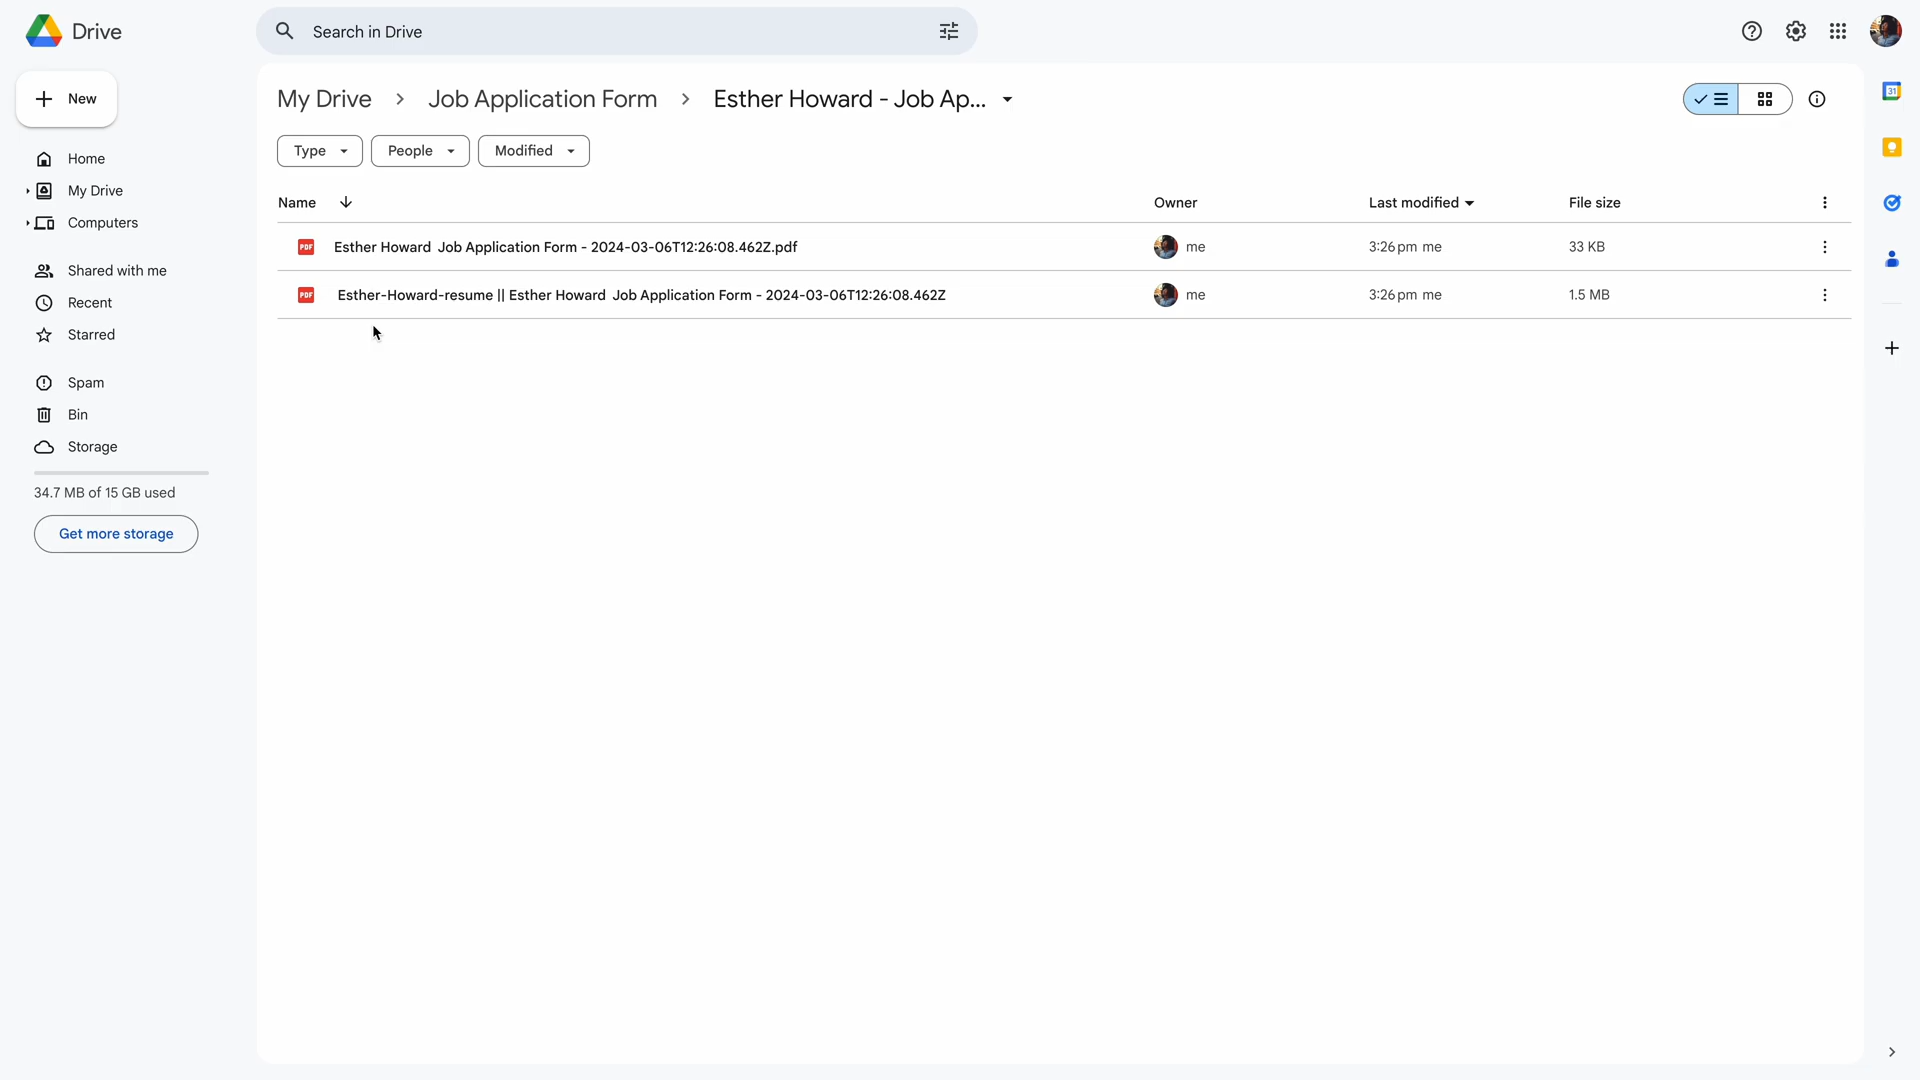 Drive
Search in Drive
New
My Drive
Job Application Form
Esther Howard - Job Ap...
Type
People
Modified
Home
My Drive
Computers
Shared with me
Recent
Starred
Spam
Bin
Storage
34.7 MB of 15 GB used
Get more storage
Name
Owner
Last modified
File size
PDF
Esther Howard Job Application Form - 2024-03-06T12:26:08.462Z.pdf
me
3:26 pm me
33 KB
PDF
Esther-Howard-resume || Esther Howard Job Application Form - 2024-03-06T12:26:08.462Z
me
3:26 pm me
1.5 MB
31